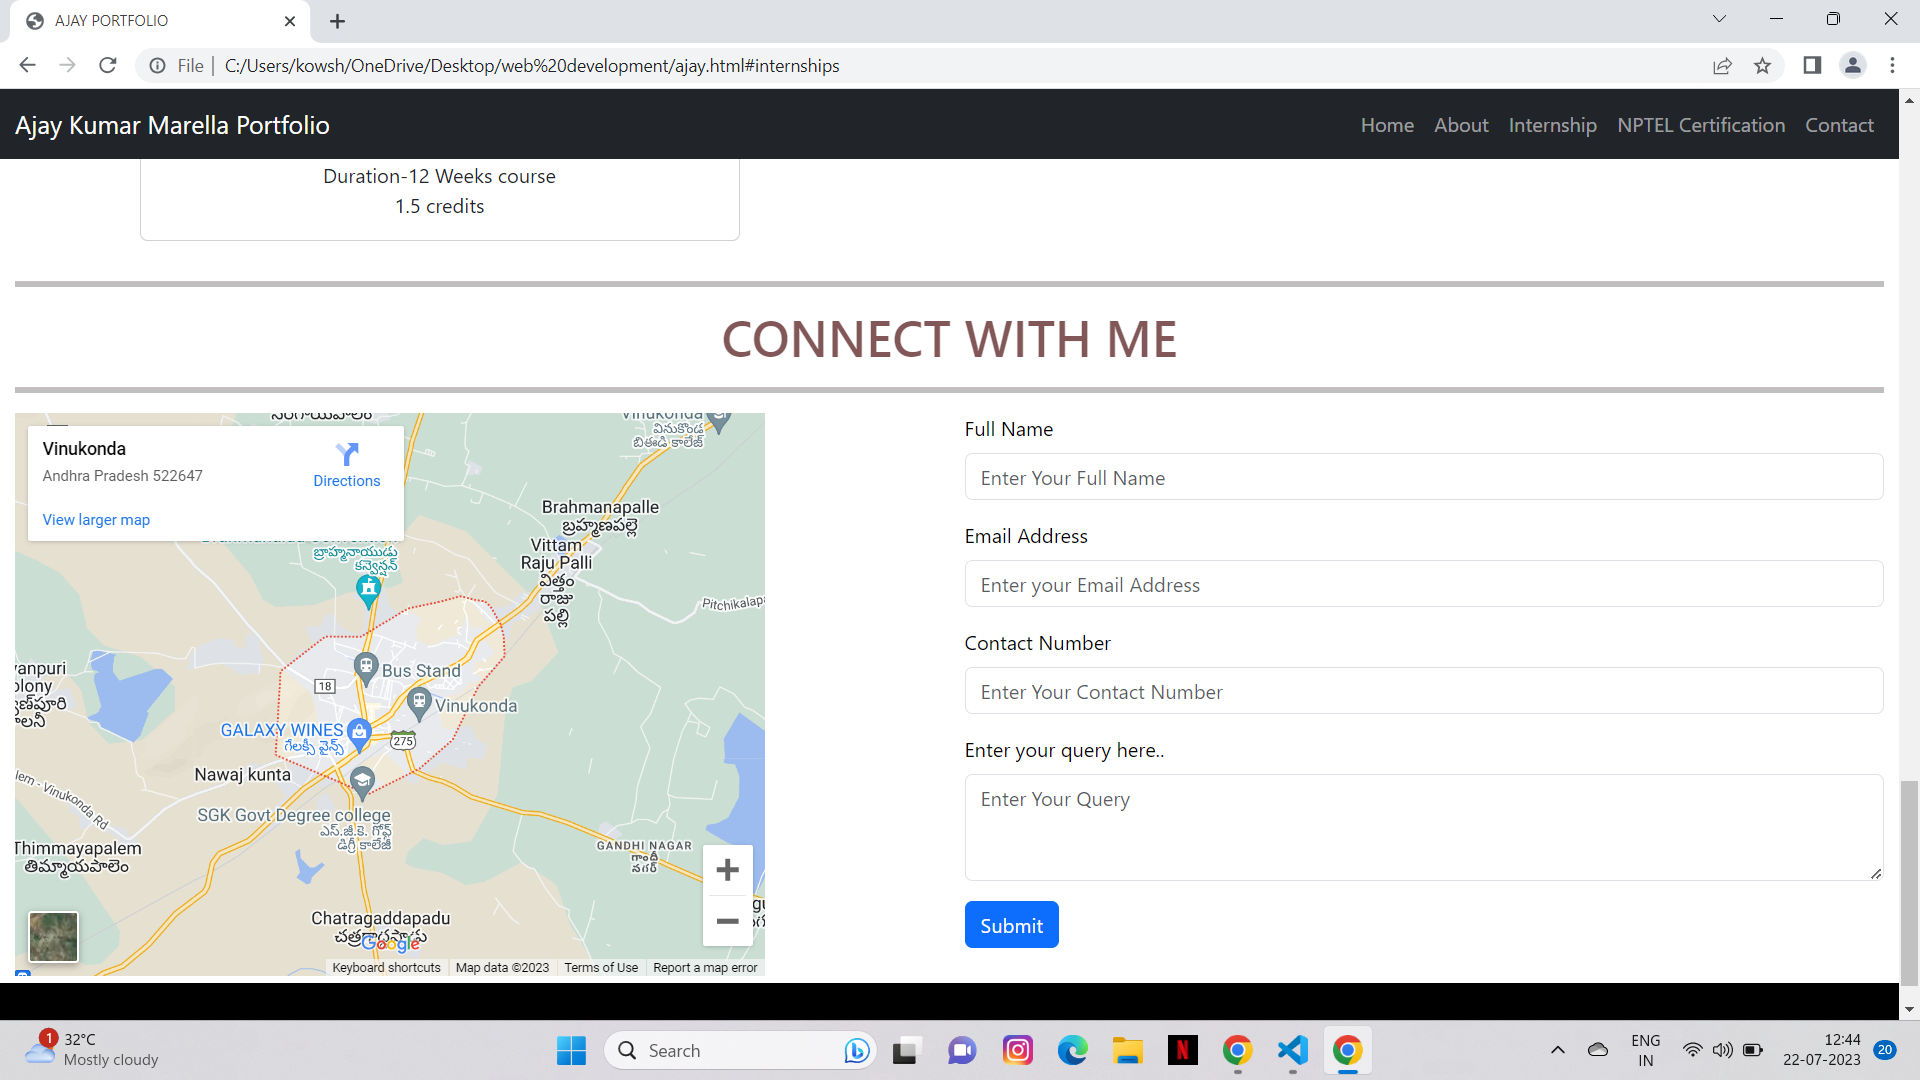 AJAY PORTFOLIO
File | C:/Users/kowsh/OneDrive/Desktop/web%20development/ajay.html#internships
Ajay Kumar Marella Portfolio
Home About Internship NPTEL Certification Contact
Duration-12 Weeks course
1.5 credits
CONNECT WITH ME
Vinukonda
Andhra Pradesh 522647
Directions
View larger map
Vinukonda
వినుకొండ
బిఈడి కాలేజ్
Brahmanapalle
బ్రహ్మణపల్లె
బ్రాహ్మనాయుడు
కన్వెన్షన్
Vittam
Raju Palli
విత్తం
రాజు
పల్లి
Bus Stand
18
Vinukonda
GALAXY WINES
గేలక్సీ వైన్స్
275
Nawaj kunta
SGK Govt Degree college
ఎస్.జీ.కె. గోవ్ట్
డిగ్రీ కాలేజీ
Thimmayapalem
తిమ్మాయపాలెం
GANDHI NAGAR
గాంధీ
నగర్
Chatragaddapadu
Google
Keyboard shortcuts Map data ©2023 Terms of Use Report a map error
Full Name
Enter Your Full Name
Email Address
Enter your Email Address
Contact Number
Enter Your Contact Number
Enter your query here..
Enter Your Query
Submit
1
32°C
Mostly cloudy
Search
ENG
IN
12:44
22-07-2023
20